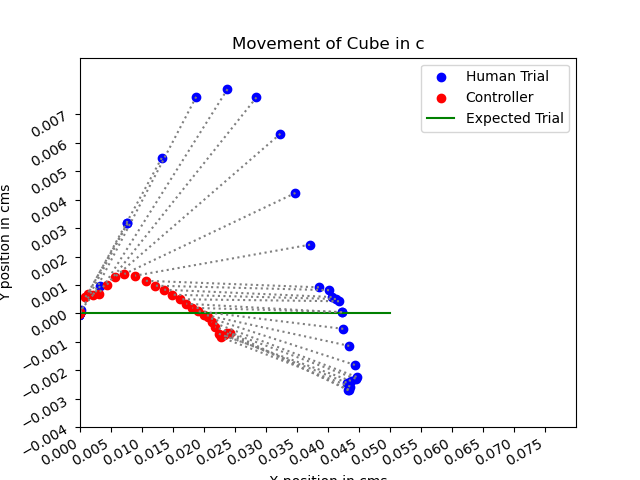 Movement of Cube in c
Human Trial
Controller
Expected Trial
Y position in cms
0.007
0.006
0.005
0.004
0.003
0.002
0.001
0.000
−0.001
−0.002
−0.003
−0.004
0.000 0.005 0.010 0.015 0.020 0.025 0.030 0.035 0.040 0.045 0.050 0.055 0.060 0.065 0.070 0.075
X position in cms